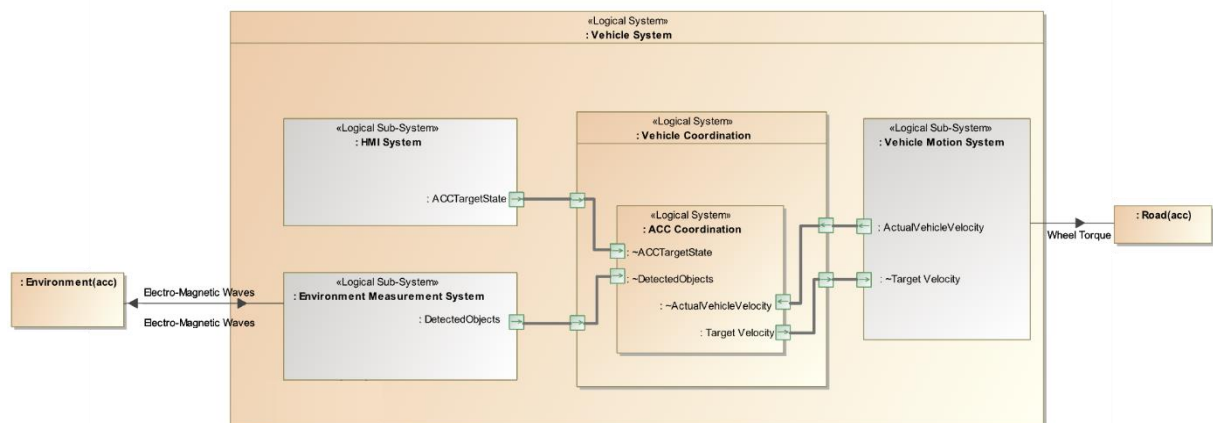 «Logical System»
: Vehicle System
«Logical Sub-System»
: HMI System
: ACCTargetState
«Logical System»
: Vehicle Coordination
«Logical System»
: ACC Coordination
: ~ACCTargetState
: ~DetectedObjects
: ~ActualVehicleVelocity
: Target Velocity
«Logical Sub-System»
: Vehicle Motion System
: ActualVehicleVelocity
: ~Target Velocity
Wheel Torque
: Road(acc)
: Environment(acc)
Electro-Magnetic Waves
Electro-Magnetic Waves
«Logical Sub-System»
: Environment Measurement System
: DetectedObjects